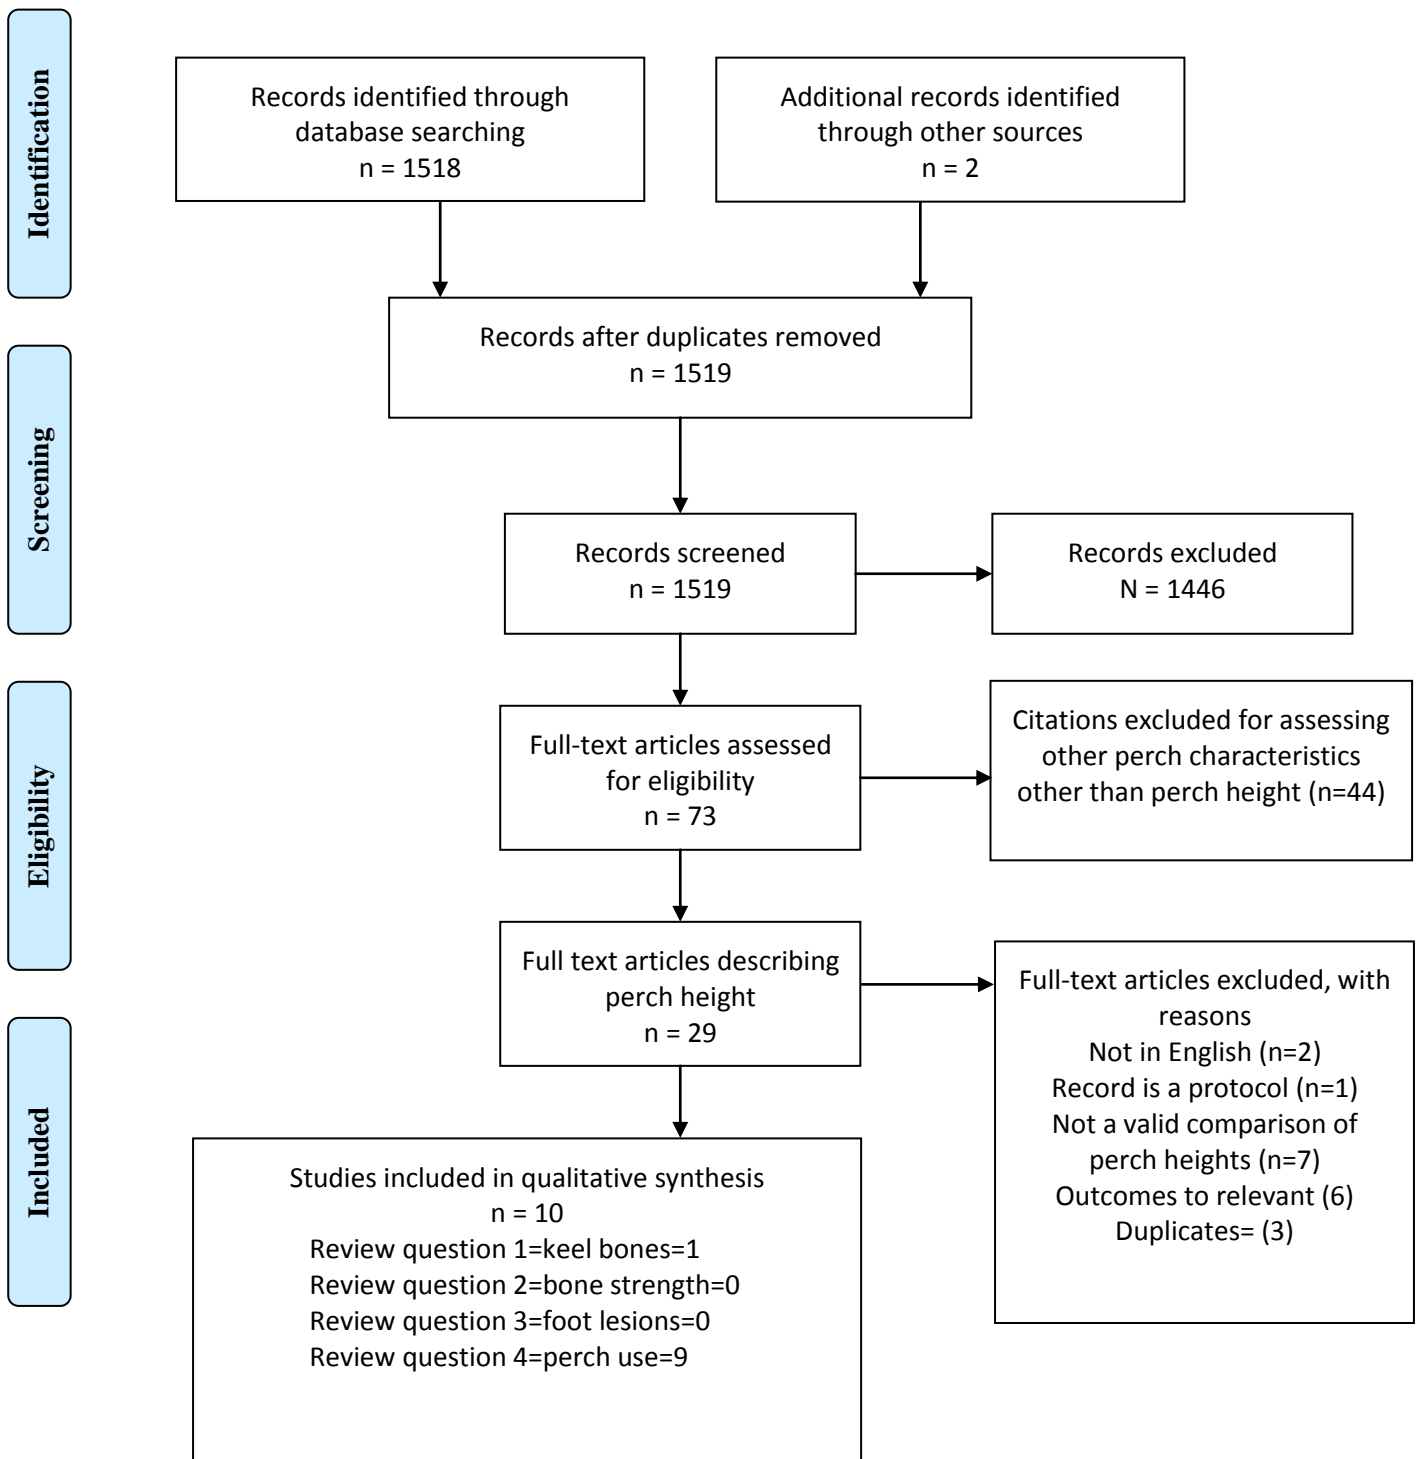 Identification
Records identified through
database searching
n = 1518
Additional records identified
through other sources
n = 2
Records after duplicates removed
n = 1519
Screening
Records screened
n = 1519
Records excluded
N = 1446
Eligibility
Full-text articles assessed
for eligibility
n = 73
Citations excluded for assessing
other perch characteristics
other than perch height (n=44)
Full text articles describing
perch height
n = 29
Full-text articles excluded, with
reasons
Not in English (n=2)
Record is a protocol (n=1)
Not a valid comparison of
perch heights (n=7)
Outcomes to relevant (6)
Duplicates= (3)
Included
Studies included in qualitative synthesis
n = 10
Review question 1=keel bones=1
Review question 2=bone strength=0
Review question 3=foot lesions=0
Review question 4=perch use=9